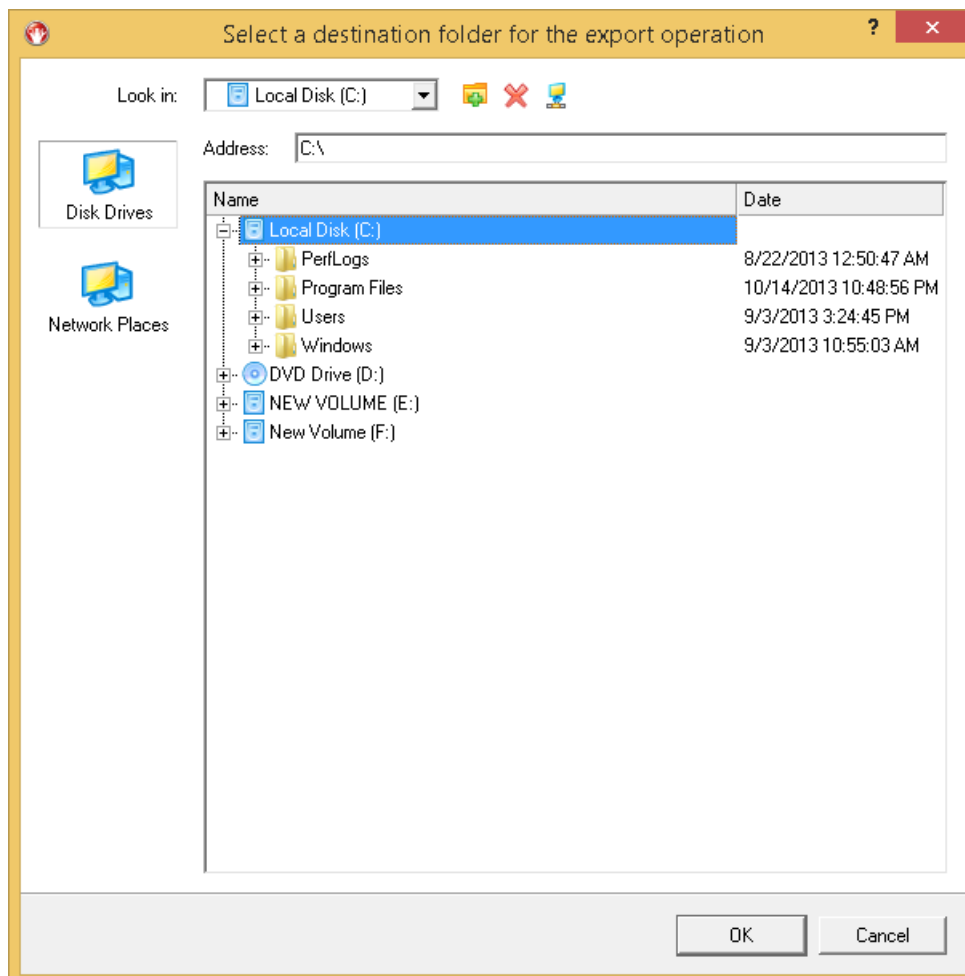 Select a destination folder for the export operation ? ×
Look in: Local Disk (C:)
Address: C:\
Disk Drives
Network Places
Name Date
Local Disk (C:)
PerfLogs 8/22/2013 12:50:47 AM
Program Files 10/14/2013 10:48:56 PM
Users 9/3/2013 3:24:45 PM
Windows 9/3/2013 10:55:03 AM
DVD Drive (D:)
NEW VOLUME (E:)
New Volume (F:)
OK Cancel